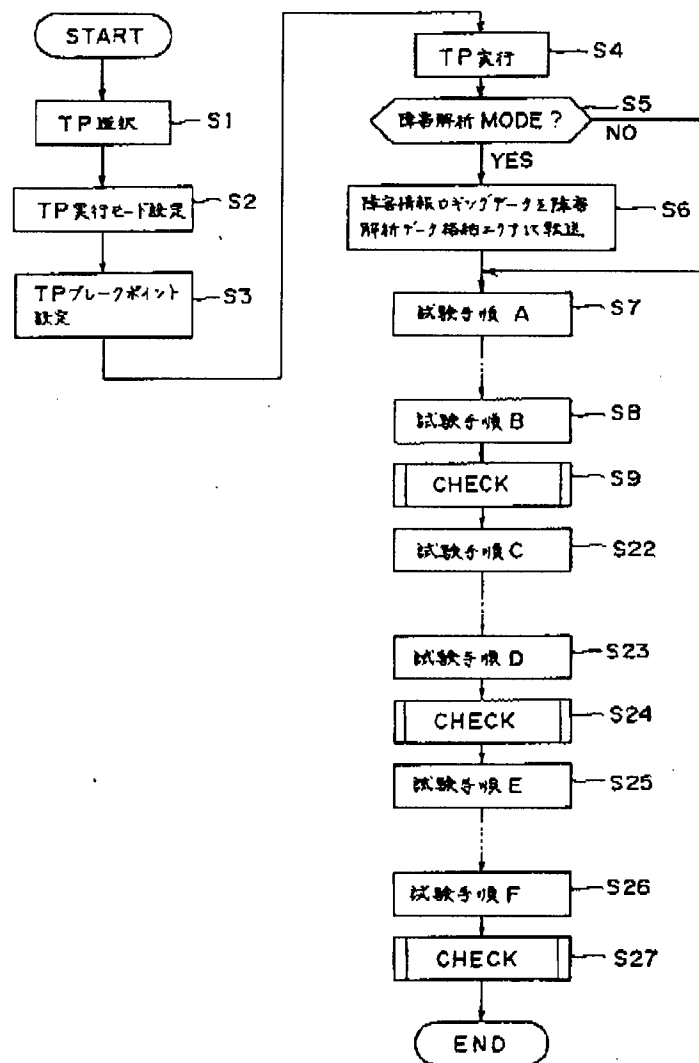 START
TP選択
S1
TP実行モード設定
S2
TPブレークポイント
設定
S3
TP実行
S4
障害解析MODE?
S5
NO
YES
障害情報ロギングデータを障害
解析データ格納エリアに転送
S6
試験手順 A
S7
試験手順 B
S8
CHECK
S9
試験手順 C
S22
試験手順 D
S23
CHECK
S24
試験手順 E
S25
試験手順 F
S26
CHECK
S27
END